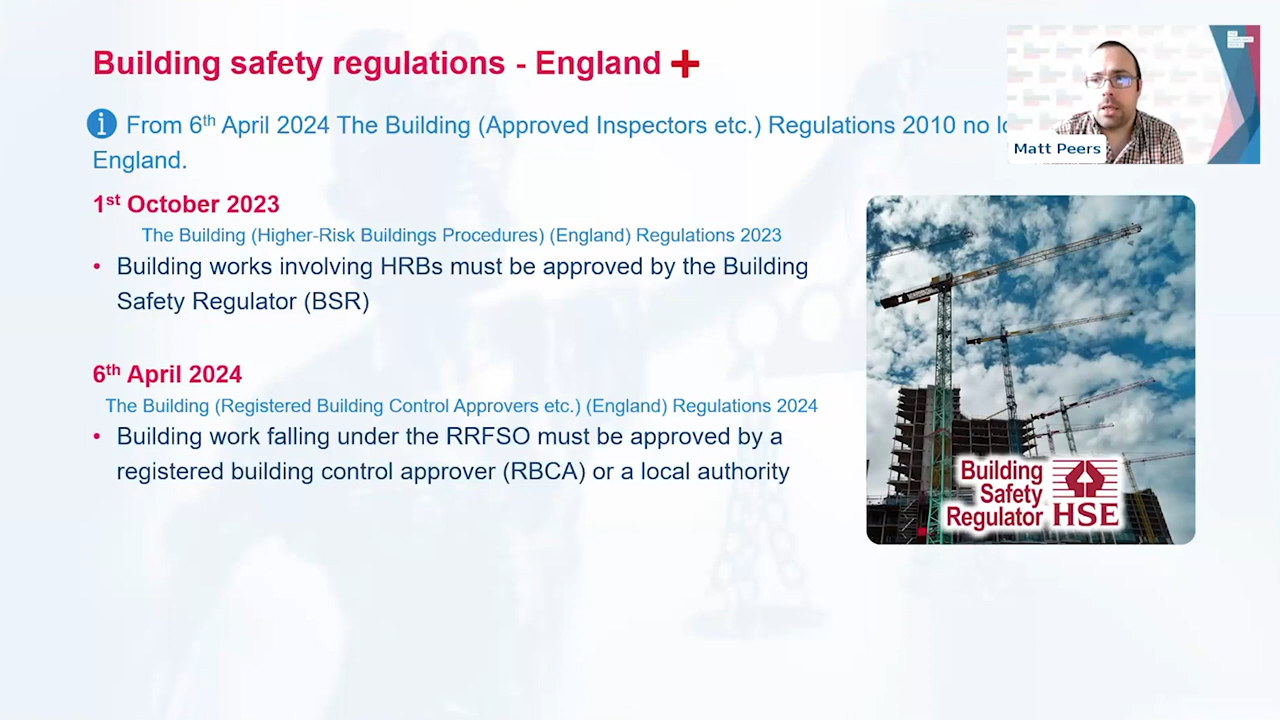 Building safety regulations - England
i From 6th April 2024 The Building (Approved Inspectors etc.) Regulations 2010 no
England.
Matt Peers
1st October 2023
The Building (Higher-Risk Buildings Procedures) (England) Regulations 2023
• Building works involving HRBs must be approved by the Building
Safety Regulator (BSR)
6th April 2024
The Building (Registered Building Control Approvers etc.) (England) Regulations 2024
• Building work falling under the RRFSO must be approved by a
registered building control approver (RBCA) or a local authority
Building
Safety
Regulator HSE